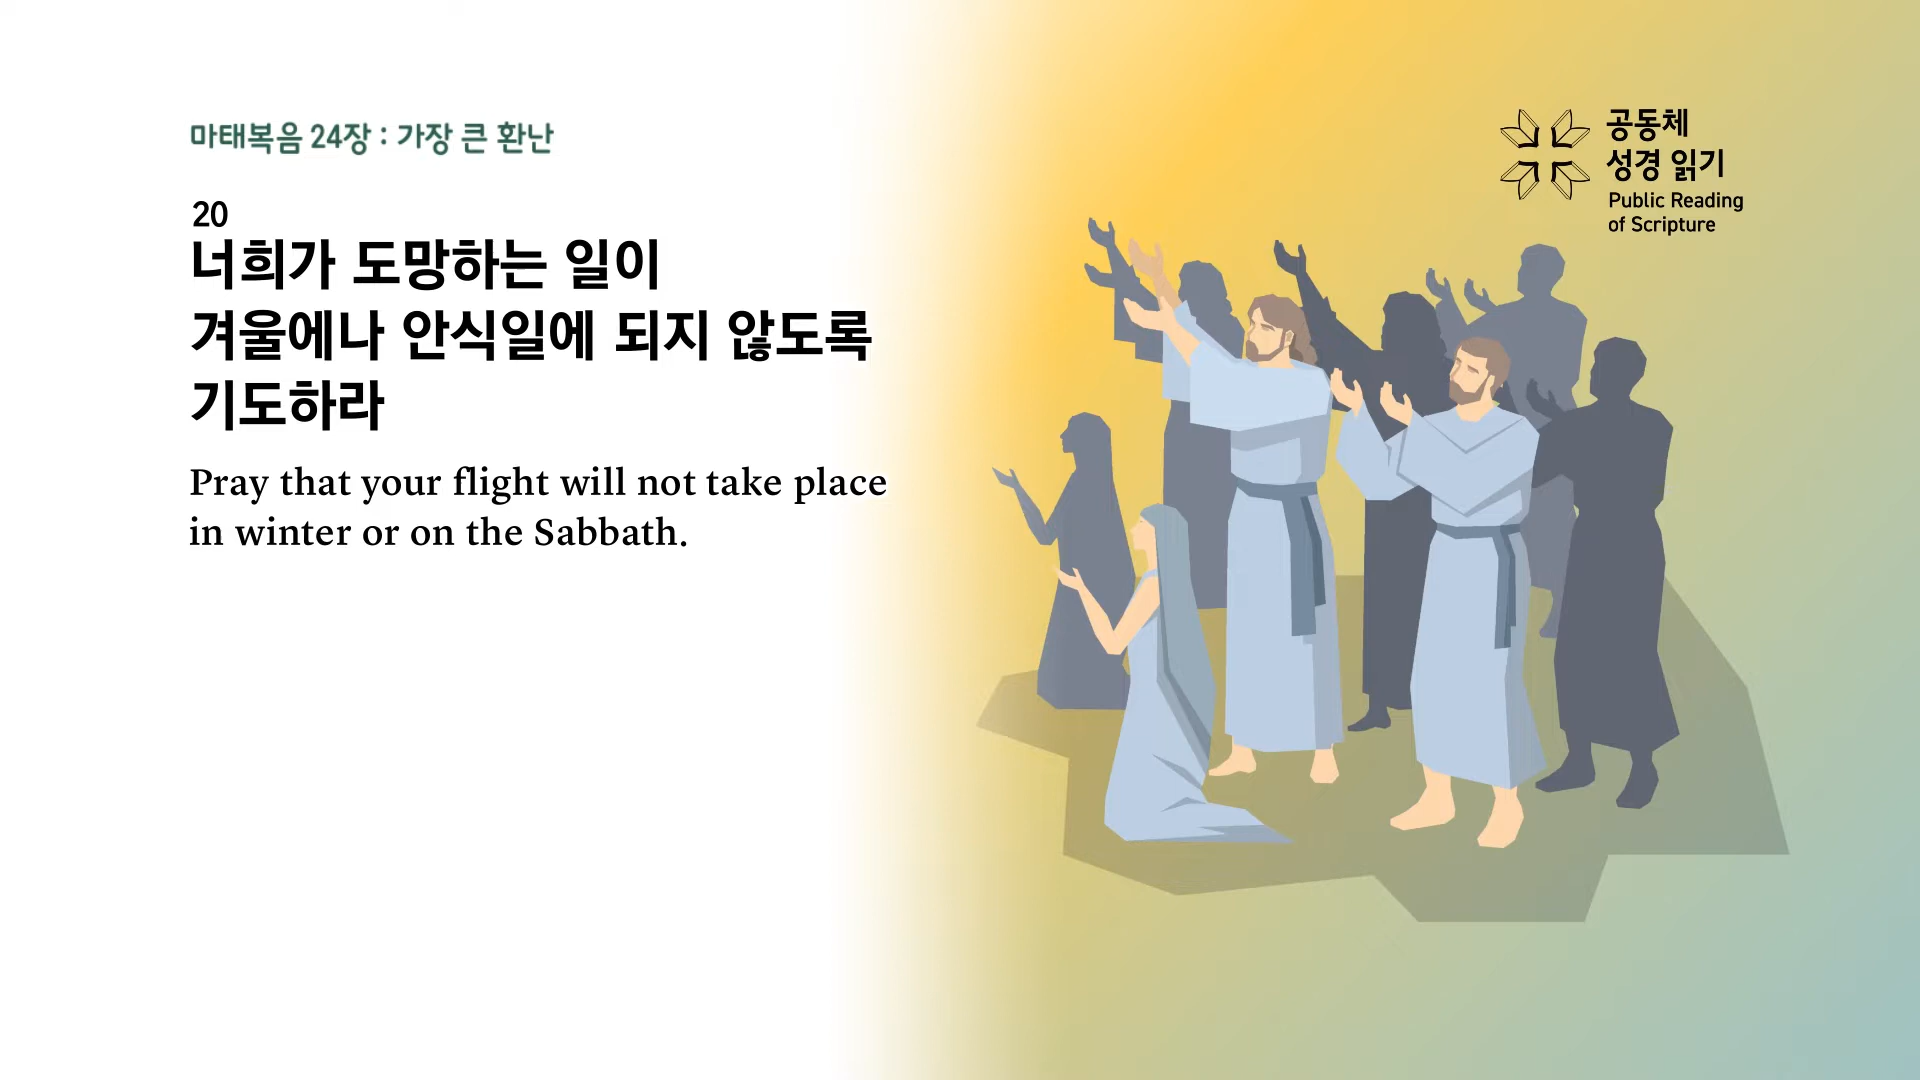 마태복음 24장 : 가장 큰 환난
20
너희가 도망하는 일이
겨울에나 안식일에 되지 않도록
기도하라
Pray that your flight will not take place
in winter or on the Sabbath.
공동체
성경 읽기
Public Reading
of Scripture